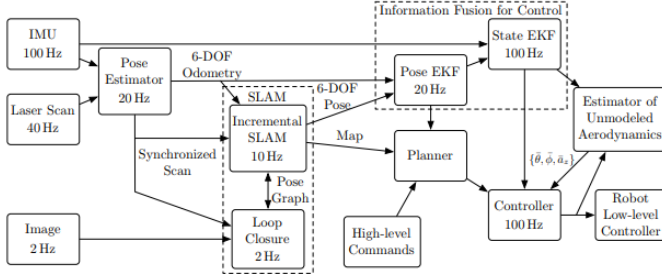 Information Fusion for Control
IMU
100 Hz
State EKF
100 Hz
Pose
Estimator
20 Hz
6-DOF
Odometry
Pose EKF
20 Hz
Laser Scan
40 Hz
SLAM
6-DOF
Pose
Estimator of
Unmodeled
Aerodynamics
Incremental
SLAM
10 Hz
Map
Synchronized
Scan
Planner
Pose
Graph
Controller
100 Hz
Robot
Low-level
Controller
Image
2 Hz
Loop
Closure
2 Hz
High-level
Commands